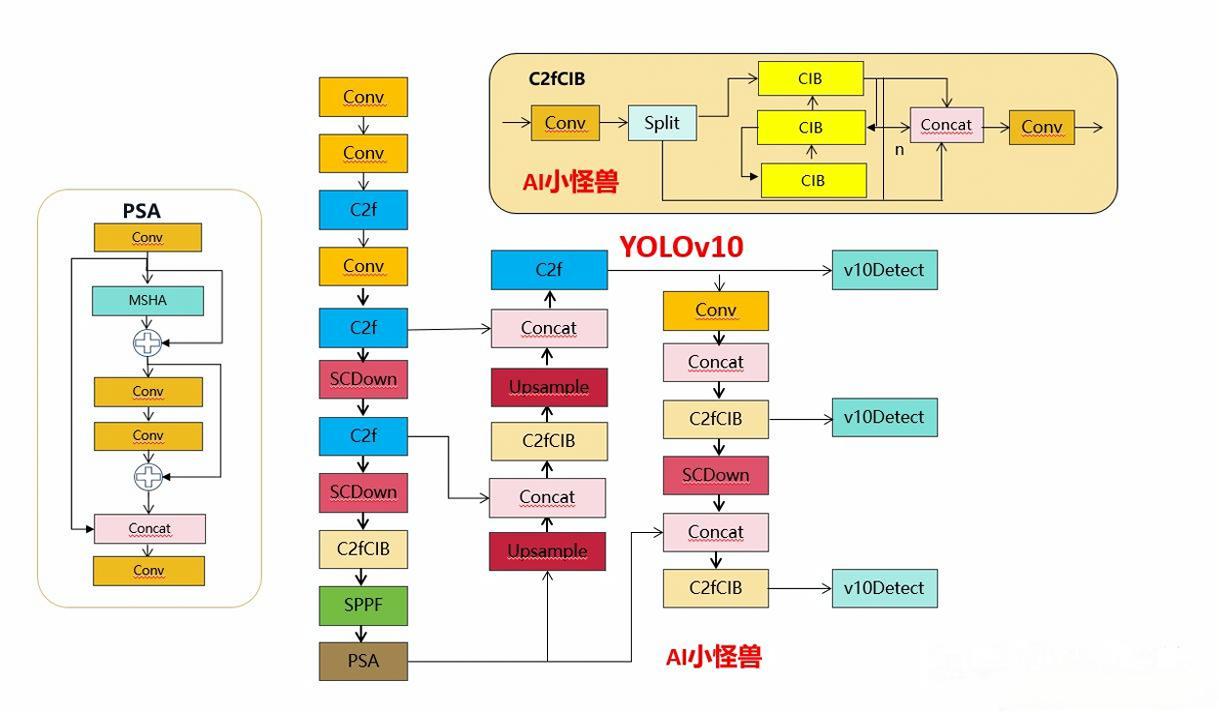 PSA
Conv
MSHA
Conv
Conv
Concat
Conv
Conv
Conv
C2f
Conv
C2f
SCDown
C2f
SCDown
C2fCIB
SPPF
PSA
C2fCIB
Conv
Split
CIB
CIB
CIB
n
Concat
Conv
AI小怪兽
YOLOv10
C2f
Concat
Upsample
C2fCIB
Concat
Upsample
v10Detect
Conv
Concat
C2fCIB
v10Detect
SCDown
Concat
C2fCIB
v10Detect
AI小怪兽